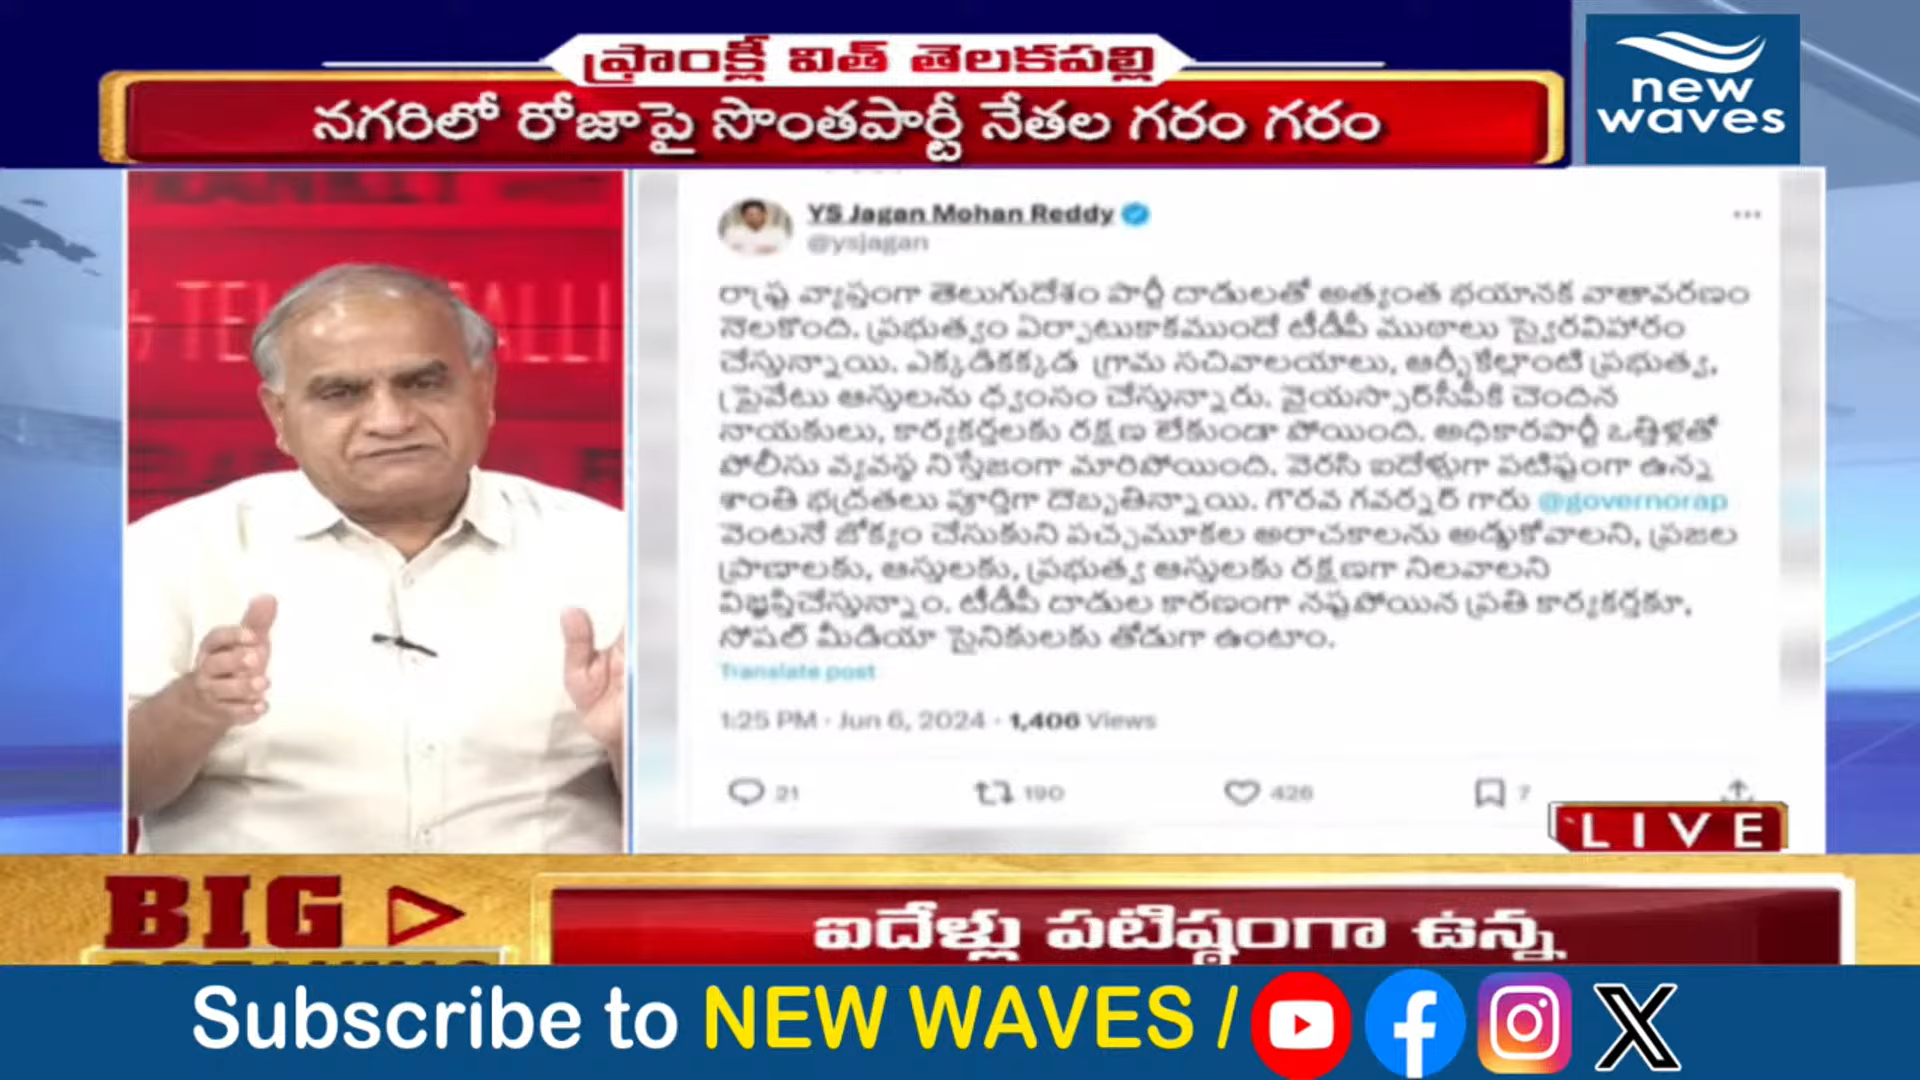 ఫ్రాంక్లీ విత్ తెలకపల్లి
నగరిలో రోజాపై సొంతపార్టీ నేతల గరం గరం
new
waves
YS Jagan Mohan Reddy
@ysjagan
రాష్ట్ర వ్యాప్తంగా తెలుగుదేశం పార్టీ దాడులతో అత్యంత భయానక వాతావరణం
నెలకొంది. ప్రభుత్వం ఏర్పాటుకాకముందే టీడీపీ ముఠాలు స్వైరవిహారం
చేస్తున్నాయి. ఎక్కడికక్కడ గ్రామ సచివాలయాలు, ఆర్బీకేల్లాంటి ప్రభుత్వ,
ప్రైవేటు ఆస్తులను ధ్వంసం చేస్తున్నారు. వైయస్సార్‌సీపీకి చెందిన
నాయకులు, కార్యకర్తలకు రక్షణ లేకుండా పోయింది. అధికారపార్టీ ఒత్తిళ్లతో
పోలీసు వ్యవస్థ నిస్తేజంగా మారిపోయింది. వెరసి ఐదేళ్లుగా పటిష్టంగా ఉన్న
శాంతి భద్రతలు పూర్తిగా దెబ్బతిన్నాయి. గౌరవ గవర్నర్ గారు @governorap
వెంటనే జోక్యం చేసుకుని పచ్చమూకల అరాచకాలను అడ్డుకోవాలని, ప్రజల
ప్రాణాలకు, ఆస్తులకు, ప్రభుత్వ ఆస్తులకు రక్షణగా నిలవాలని
విజ్ఞప్తిచేస్తున్నాం. టీడీపీ దాడుల కారణంగా నష్టపోయిన ప్రతి కార్యకర్తకూ,
సోషల్ మీడియా సైనికులకు తోడుగా ఉంటాం.
Translate post
1:25 PM · Jun 6, 2024 · 1,406 Views
21 190 426 7
LIVE
BIG
ఐదేళ్లు పటిష్ఠంగా ఉన్న
Subscribe to NEW WAVES /